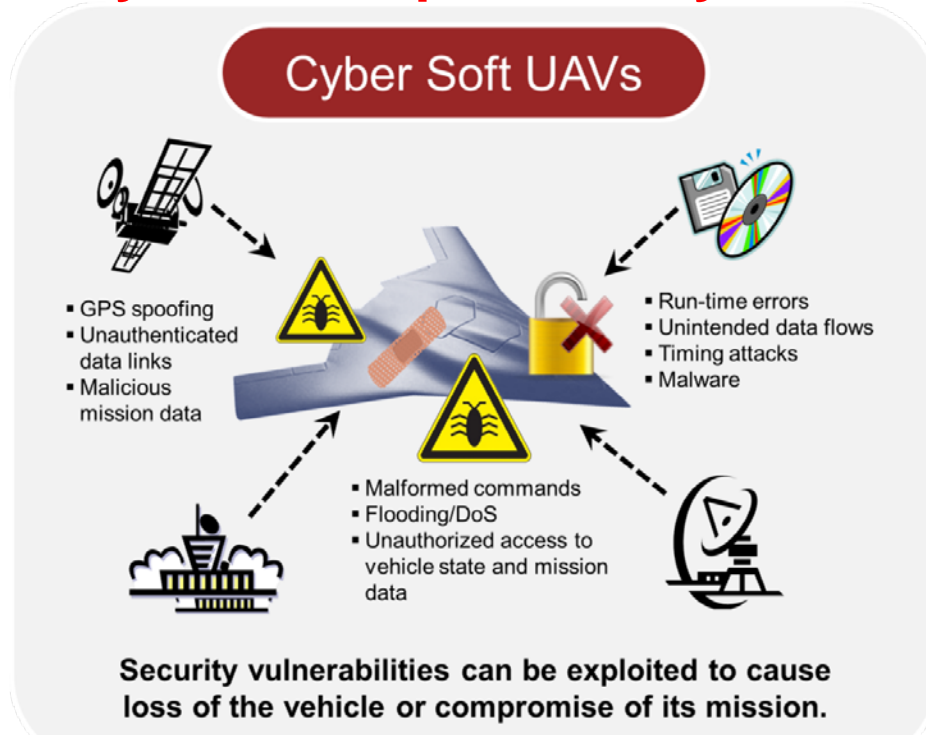 Cyber Soft UAVs
▪ GPS spoofing
▪ Unauthenticated
data links
▪ Malicious
mission data
▪ Run-time errors
▪ Unintended data flows
▪ Timing attacks
▪ Malware
▪ Malformed commands
▪ Flooding/DoS
▪ Unauthorized access to
vehicle state and mission
data
Security vulnerabilities can be exploited to cause
loss of the vehicle or compromise of its mission.